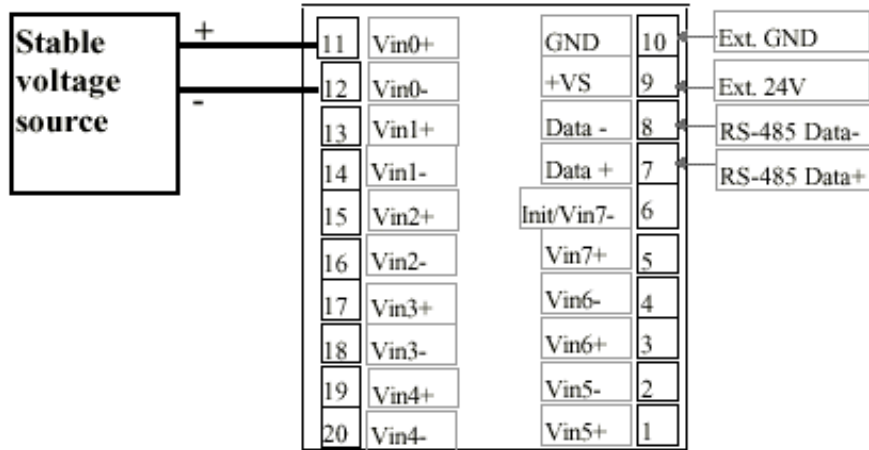 Stable
voltage
source
+
-
11 Vin0+ GND 10 Ext. GND
12 Vin0- +VS 9 Ext. 24V
13 Vin1+ Data - 8 RS-485 Data-
14 Vin1- Data + 7 RS-485 Data+
15 Vin2+ Init/Vin7- 6
16 Vin2- Vin7+ 5
17 Vin3+ Vin6- 4
18 Vin3- Vin6+ 3
19 Vin4+ Vin5- 2
20 Vin4- Vin5+ 1